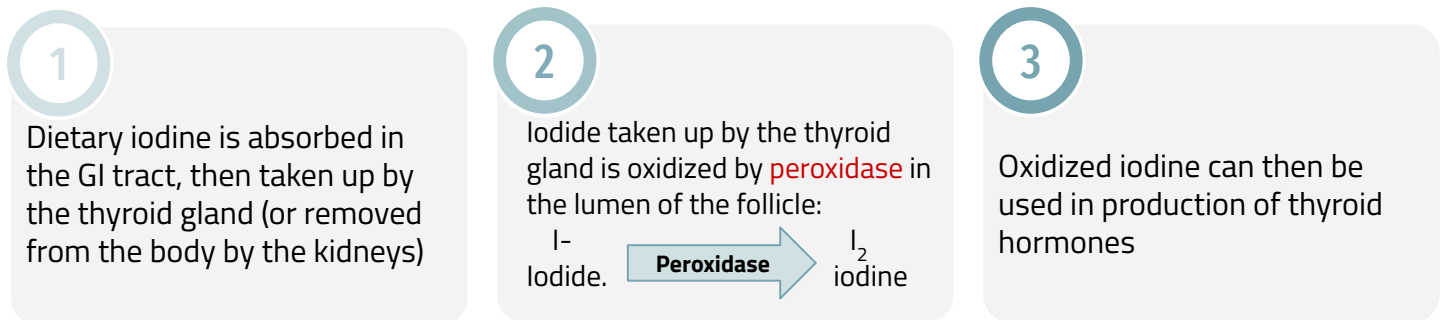 1
Dietary iodine is absorbed in
the GI tract, then taken up by
the thyroid gland (or removed
from the body by the kidneys)
2
Iodide taken up by the thyroid
gland is oxidized by peroxidase in
the lumen of the follicle:
I-
Iodide.
Peroxidase
I2
iodine
3
Oxidized iodine can then be
used in production of thyroid
hormones